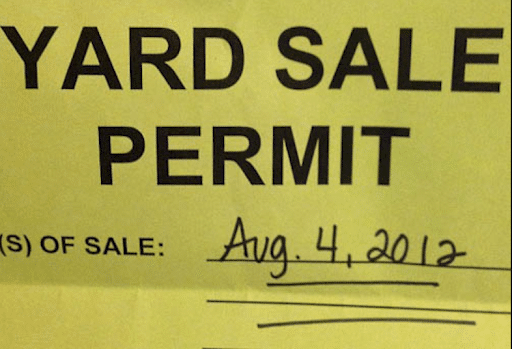 YARD SALE
PERMIT
(S) OF SALE: Aug. 4, 2012